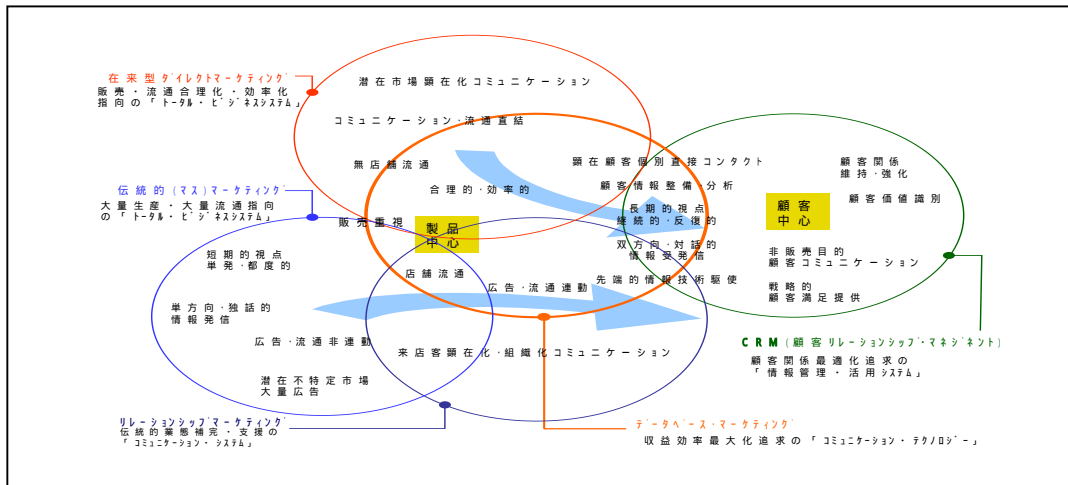 在来型ﾀﾞｲﾚｸﾄﾏｰｹﾃｨﾝｸﾞ
販売・流通合理化・効率化
指向の「ﾄｰﾀﾙ・ﾋﾞｼﾞﾈｽｼｽﾃﾑ」
伝統的(マス)マーケティング
大量生産・大量流通指向
の「ﾄｰﾀﾙ・ﾋﾞｼﾞﾈｽｼｽﾃﾑ」
潜在市場顕在化コミュニケーション
コミュニケーション・流通直結
無店舗流通
合理的・効率的
販売重視
製品
中心
顕在顧客個別直接コンタクト
顧客情報整備・分析
長期的視点
継続的・反復的
双方向・対話的
情報受発信
先端的情報技術駆使
顧客関係
維持・強化
顧客価値識別
顧客
中心
非販売目的
顧客コミュニケーション
戦略的
顧客満足提供
短期的視点
単発・都度的
店舗流通
広告・流通連動
単方向・独話的
情報発信
広告・流通非連動
来店客顕在化・組織化コミュニケーション
潜在不特定市場
大量広告
CRM(顧客ﾘﾚｰｼｮﾝｼｯﾌﾟ・ﾏﾈｼﾞﾒﾝﾄ)
顧客関係最適化追求の
「情報管理・活用ｼｽﾃﾑ」
ﾘﾚｰｼｮﾝｼｯﾌﾟﾏｰｹﾃｨﾝｸﾞ
伝統的業態補完・支援の
「ｺﾐｭﾆｹｰｼｮﾝ・ｼｽﾃﾑ」
ﾃﾞｰﾀﾍﾞｰｽ・ﾏｰｹﾃｨﾝｸﾞ
収益効率最大化追求の「ｺﾐｭﾆｹｰｼｮﾝ・ﾃｸﾉﾛｼﾞｰ」